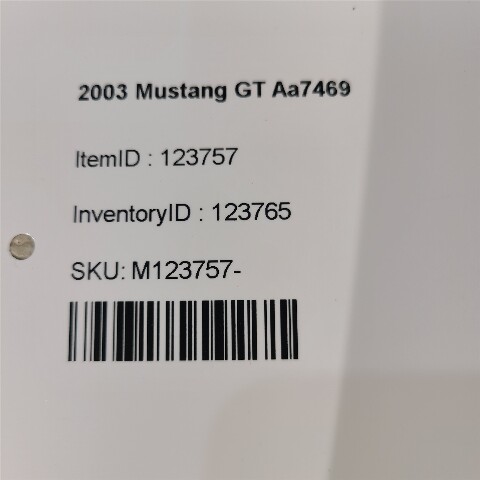 2003 Mustang GT Aa7469
ItemID : 123757
InventoryID : 123765
SKU: M123757-